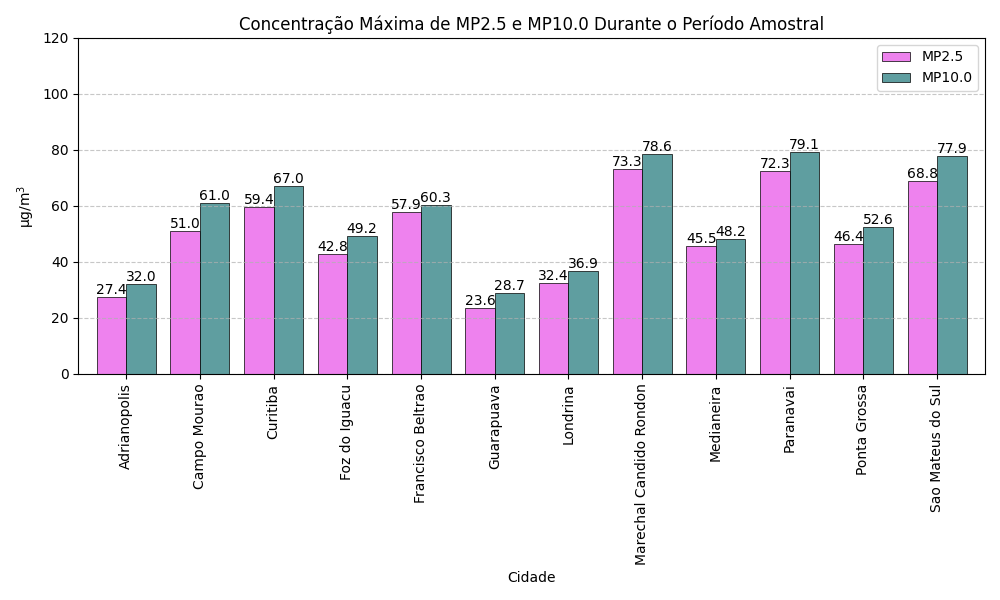 Concentração Máxima de MP2.5 e MP10.0 Durante o Período Amostral
MP2.5
MP10.0
120
100
80
60
40
20
0
µg/m³
27.4
32.0
51.0
61.0
59.4
67.0
42.8
49.2
57.9
60.3
23.6
28.7
32.4
36.9
73.3
78.6
45.5
48.2
72.3
79.1
46.4
52.6
68.8
77.9
Adrianopolis
Campo Mourao
Curitiba
Foz do Iguacu
Francisco Beltrao
Guarapuava
Londrina
Marechal Candido Rondon
Medianeira
Paranavai
Ponta Grossa
Sao Mateus do Sul
Cidade